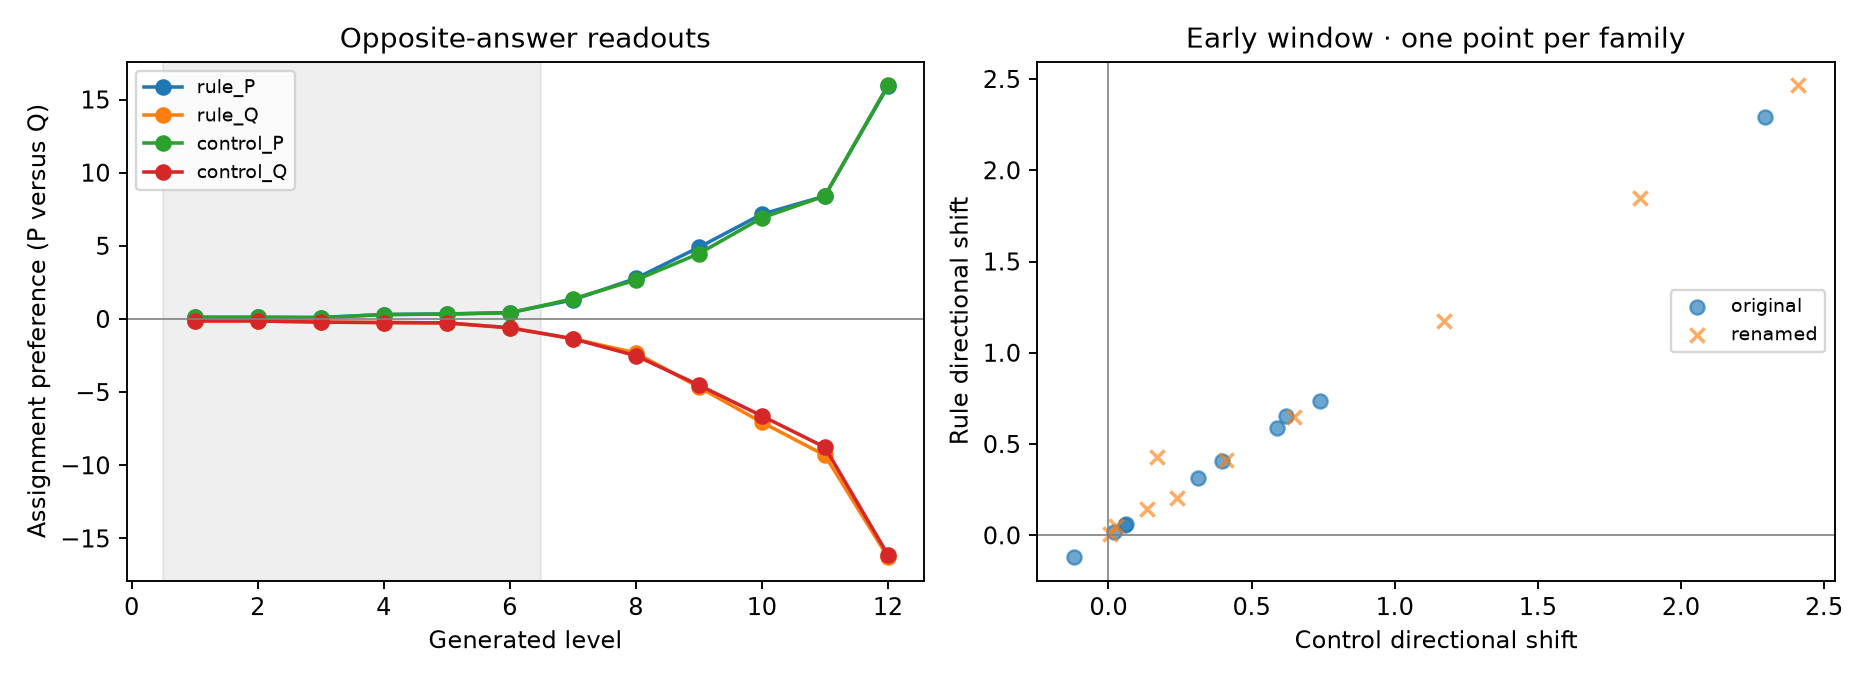 Opposite-answer readouts
rule_P
rule_Q
control_P
control_Q
15
10
5
0
−5
−10
−15
0 2 4 6 8 10 12
Generated level
Assignment preference (P versus Q)
Early window · one point per family
2.5
2.0
1.5
1.0
0.5
0.0
original
renamed
0.0 0.5 1.0 1.5 2.0 2.5
Control directional shift
Rule directional shift